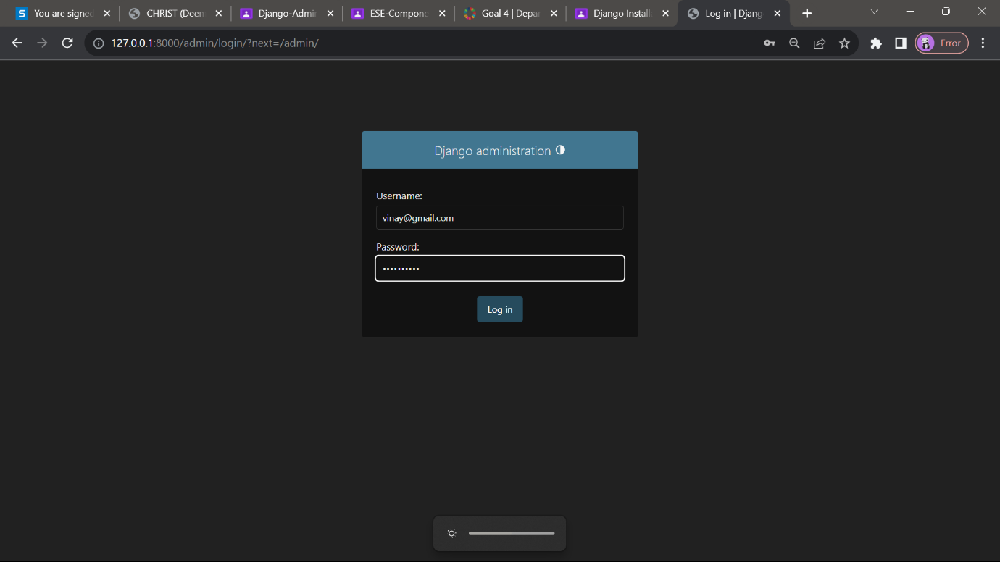 You are signed
CHRIST (Deem
Django-Admin
ESE-Compone
Goal 4 | Depar
Django Install
Log in | Djang
127.0.0.1:8000/admin/login/?next=/admin/
Error
Django administration
Username:
vinay@gmail.com
Password:
••••••••••
Log in